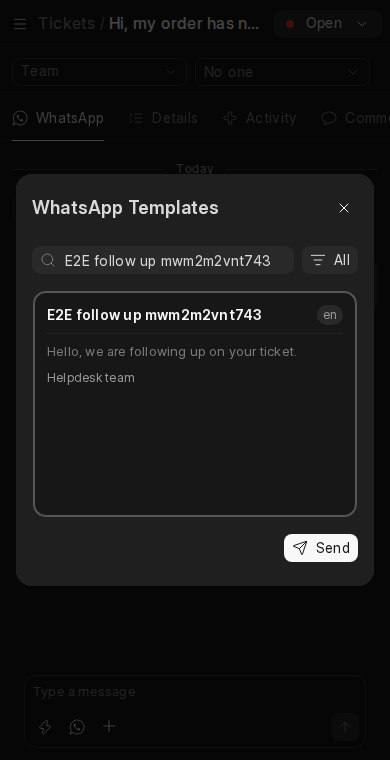 Tickets / Hi, my order has n...
Open
Team
No one
WhatsApp
Details
Activity
Comm
Today
WhatsApp Templates
E2E follow up mwm2m2vnt743
All
E2E follow up mwm2m2vnt743
en
Hello, we are following up on your ticket.
Helpdesk team
Send
Type a message